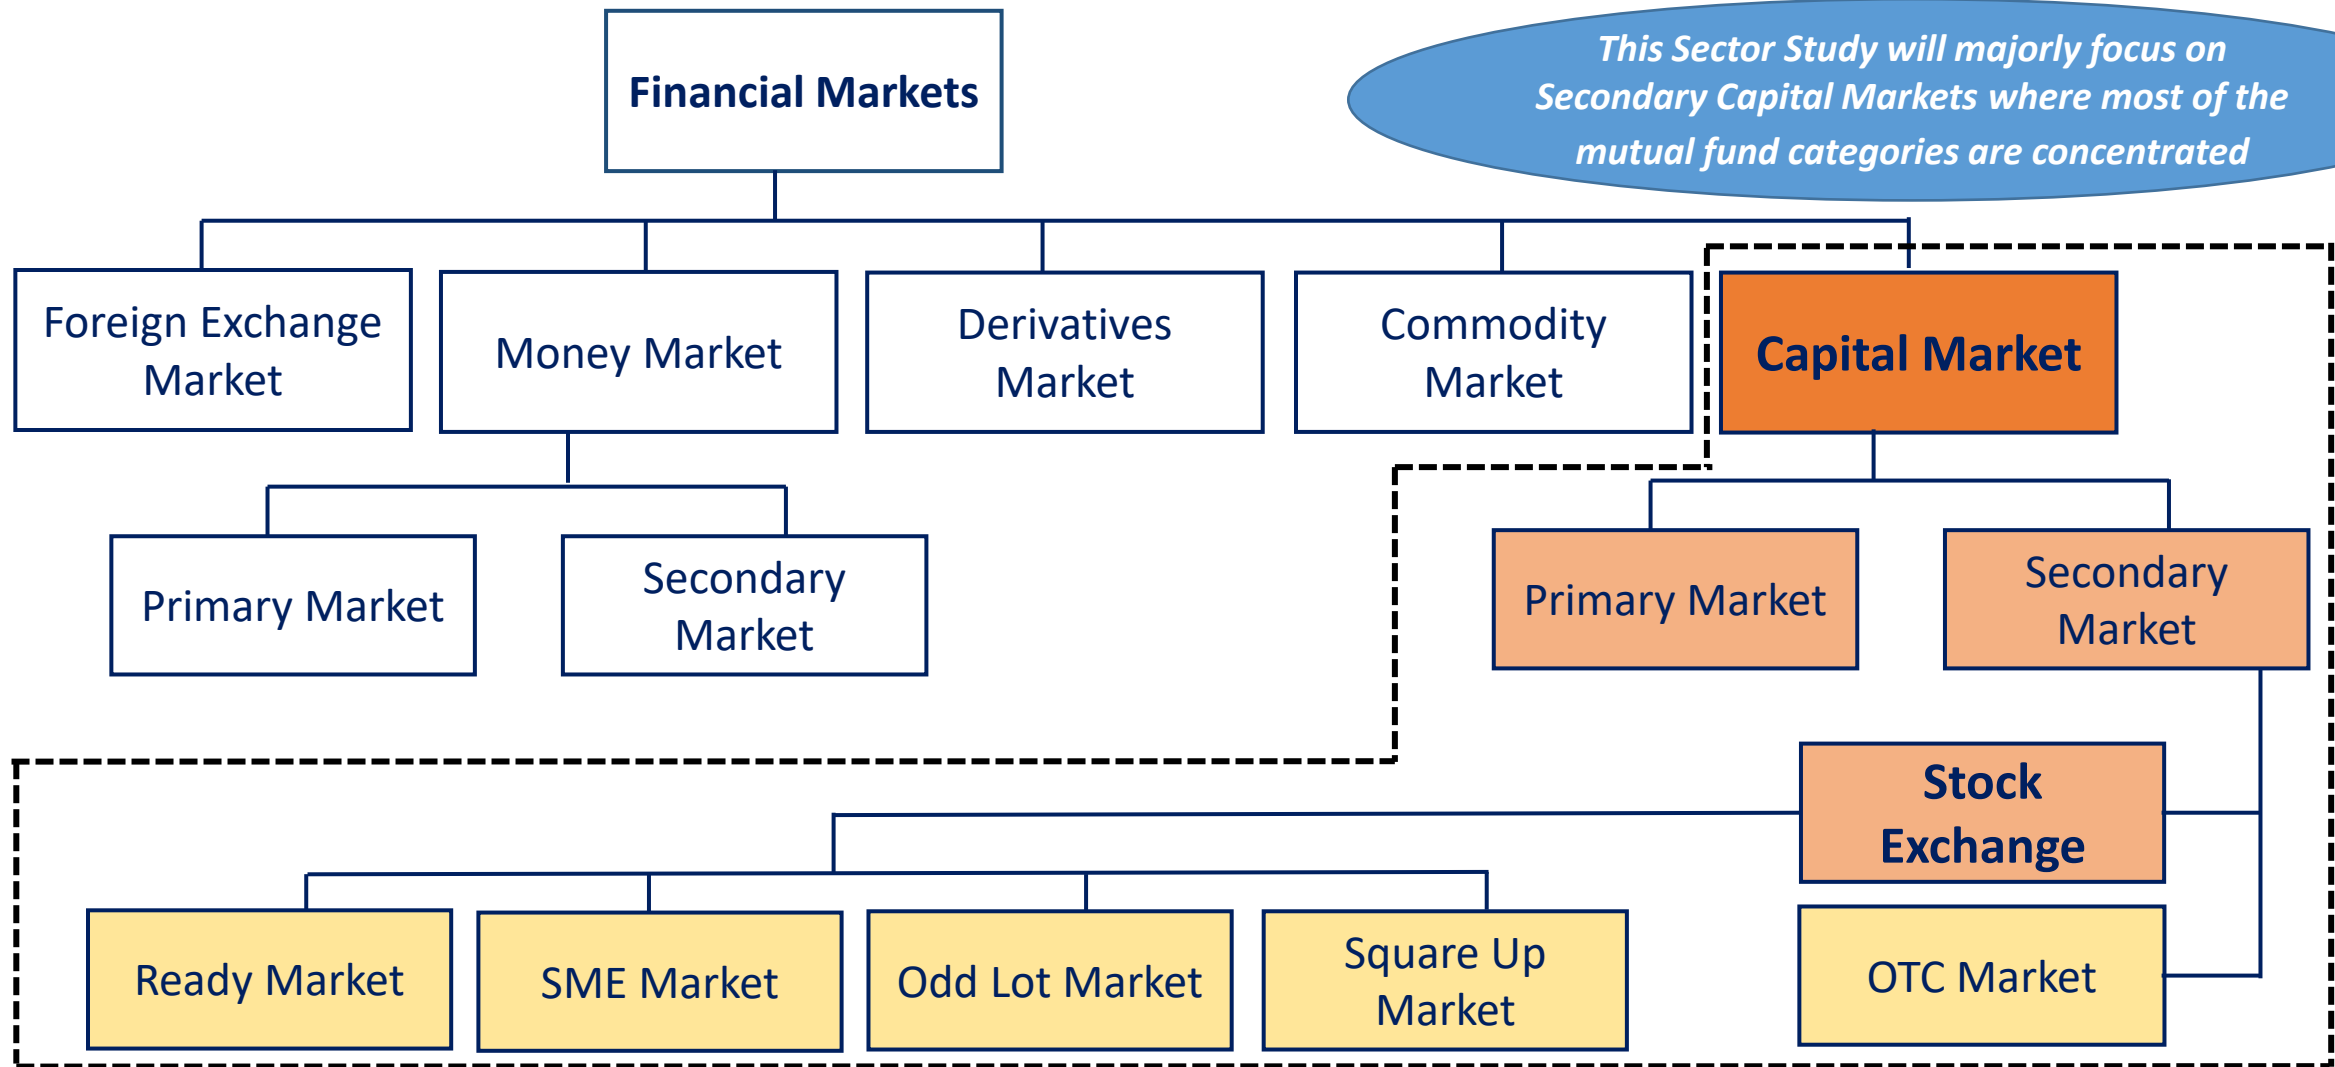 Financial Markets
This Sector Study will majorly focus on
Secondary Capital Markets where most of the
mutual fund categories are concentrated
Foreign Exchange
Market
Money Market
Derivatives
Market
Commodity
Market
Capital Market
Primary Market
Secondary
Market
Primary Market
Secondary
Market
Stock
Exchange
Ready Market
SME Market
Odd Lot Market
Square Up
Market
OTC Market